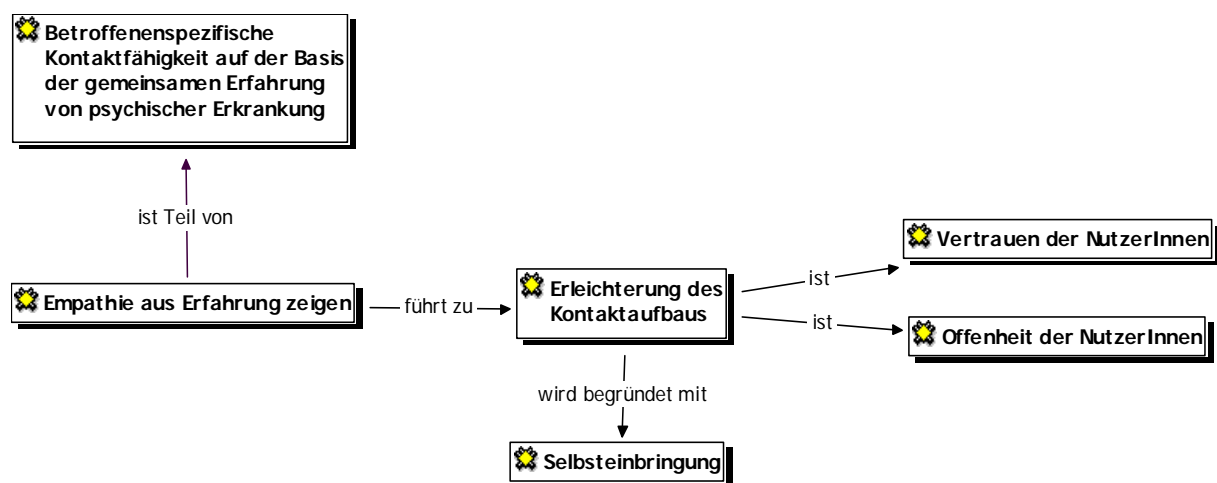 Betroffenenspezifische
Kontaktfähigkeit auf der Basis
der gemeinsamen Erfahrung
von psychischer Erkrankung
ist Teil von
Empathie aus Erfahrung zeigen
führt zu
Erleichterung des
Kontaktaufbaus
ist
Vertrauen der NutzerInnen
ist
Offenheit der NutzerInnen
wird begründet mit
Selbsteinbringung